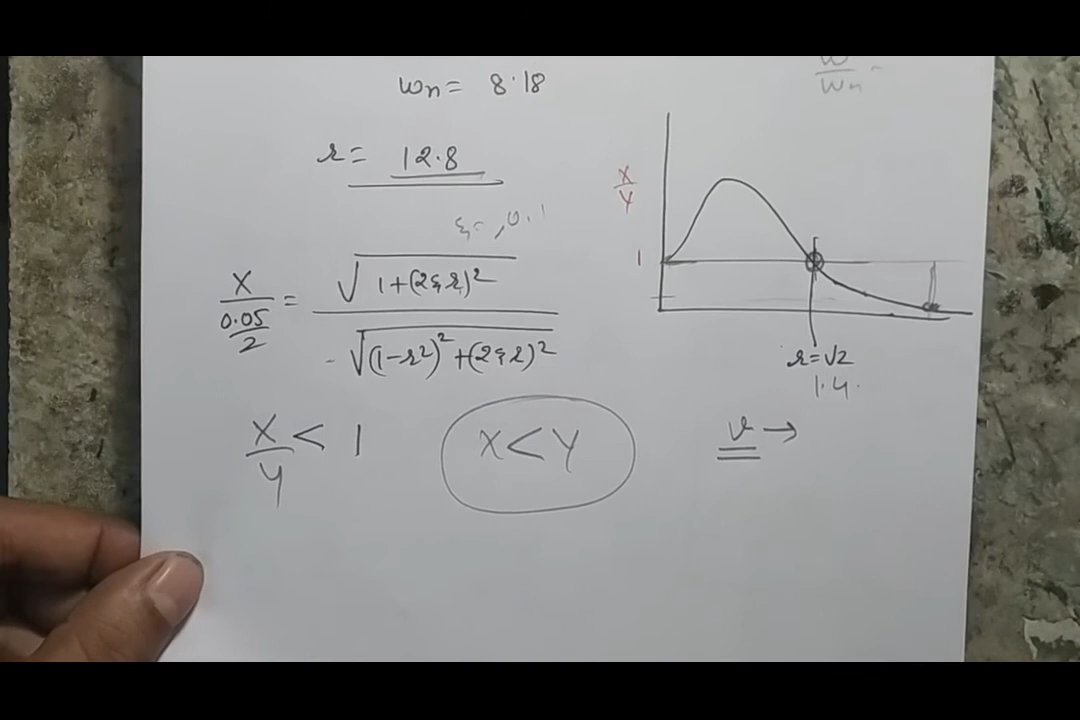 ωn = 8.18
ω/ωn =
r = 12.8
X/Y
ξ = 0.1
1
X/(0.05/2) = √(1+(2ξr)²) / √((1-r²)²+(2ξr)²)
r=√2
1.4.
X/Y < 1
X<Y
v →